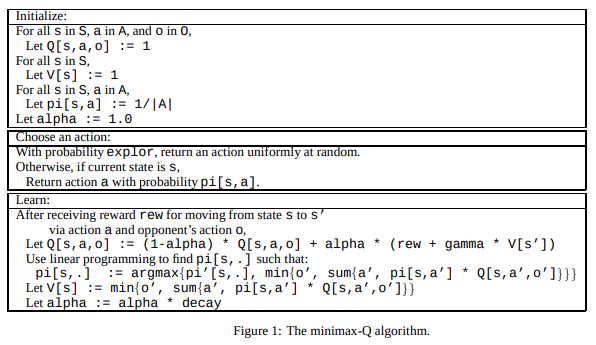 Initialize:
For all s in S, a in A, and o in O,
Let Q[s,a,o] := 1
For all s in S,
Let V[s] := 1
For all s in S, a in A,
Let pi[s,a] := 1/|A|
Let alpha := 1.0
Choose an action:
With probability explor, return an action uniformly at random.
Otherwise, if current state is s,
Return action a with probability pi[s,a].
Learn:
After receiving reward rew for moving from state s to s'
via action a and opponent's action o,
Let Q[s,a,o] := (1-alpha) * Q[s,a,o] + alpha * (rew + gamma * V[s'])
Use linear programming to find pi[s,.] such that:
pi[s,.] := argmax{pi'[s,.], min{o', sum{a', pi[s,a'] * Q[s,a',o']}}}
Let V[s] := min{o', sum{a', pi[s,a'] * Q[s,a',o']}}
Let alpha := alpha * decay
Figure 1: The minimax-Q algorithm.